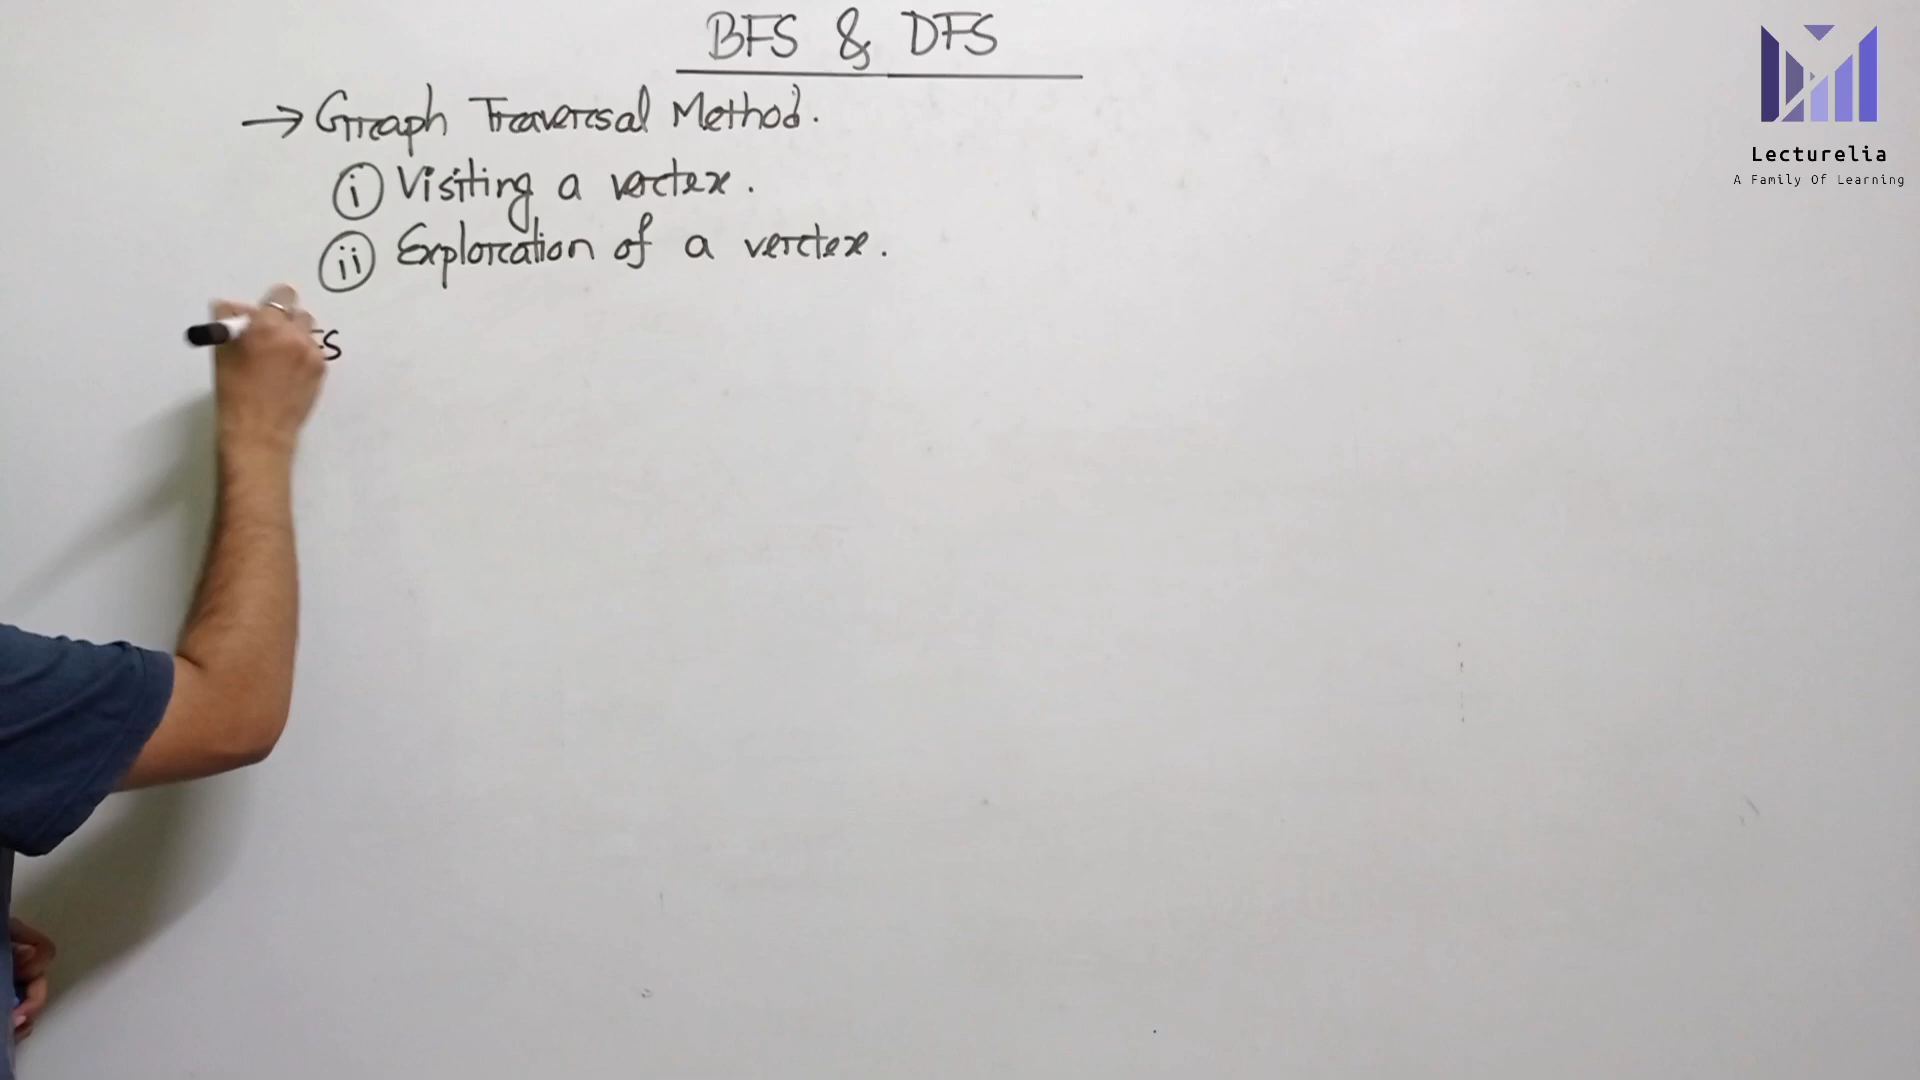 BFS & DFS
→ Graph Traversal Method.
(i) Visiting a vertex.
(ii) Exploration of a vertex.
Lecturelia
A Family Of Learning